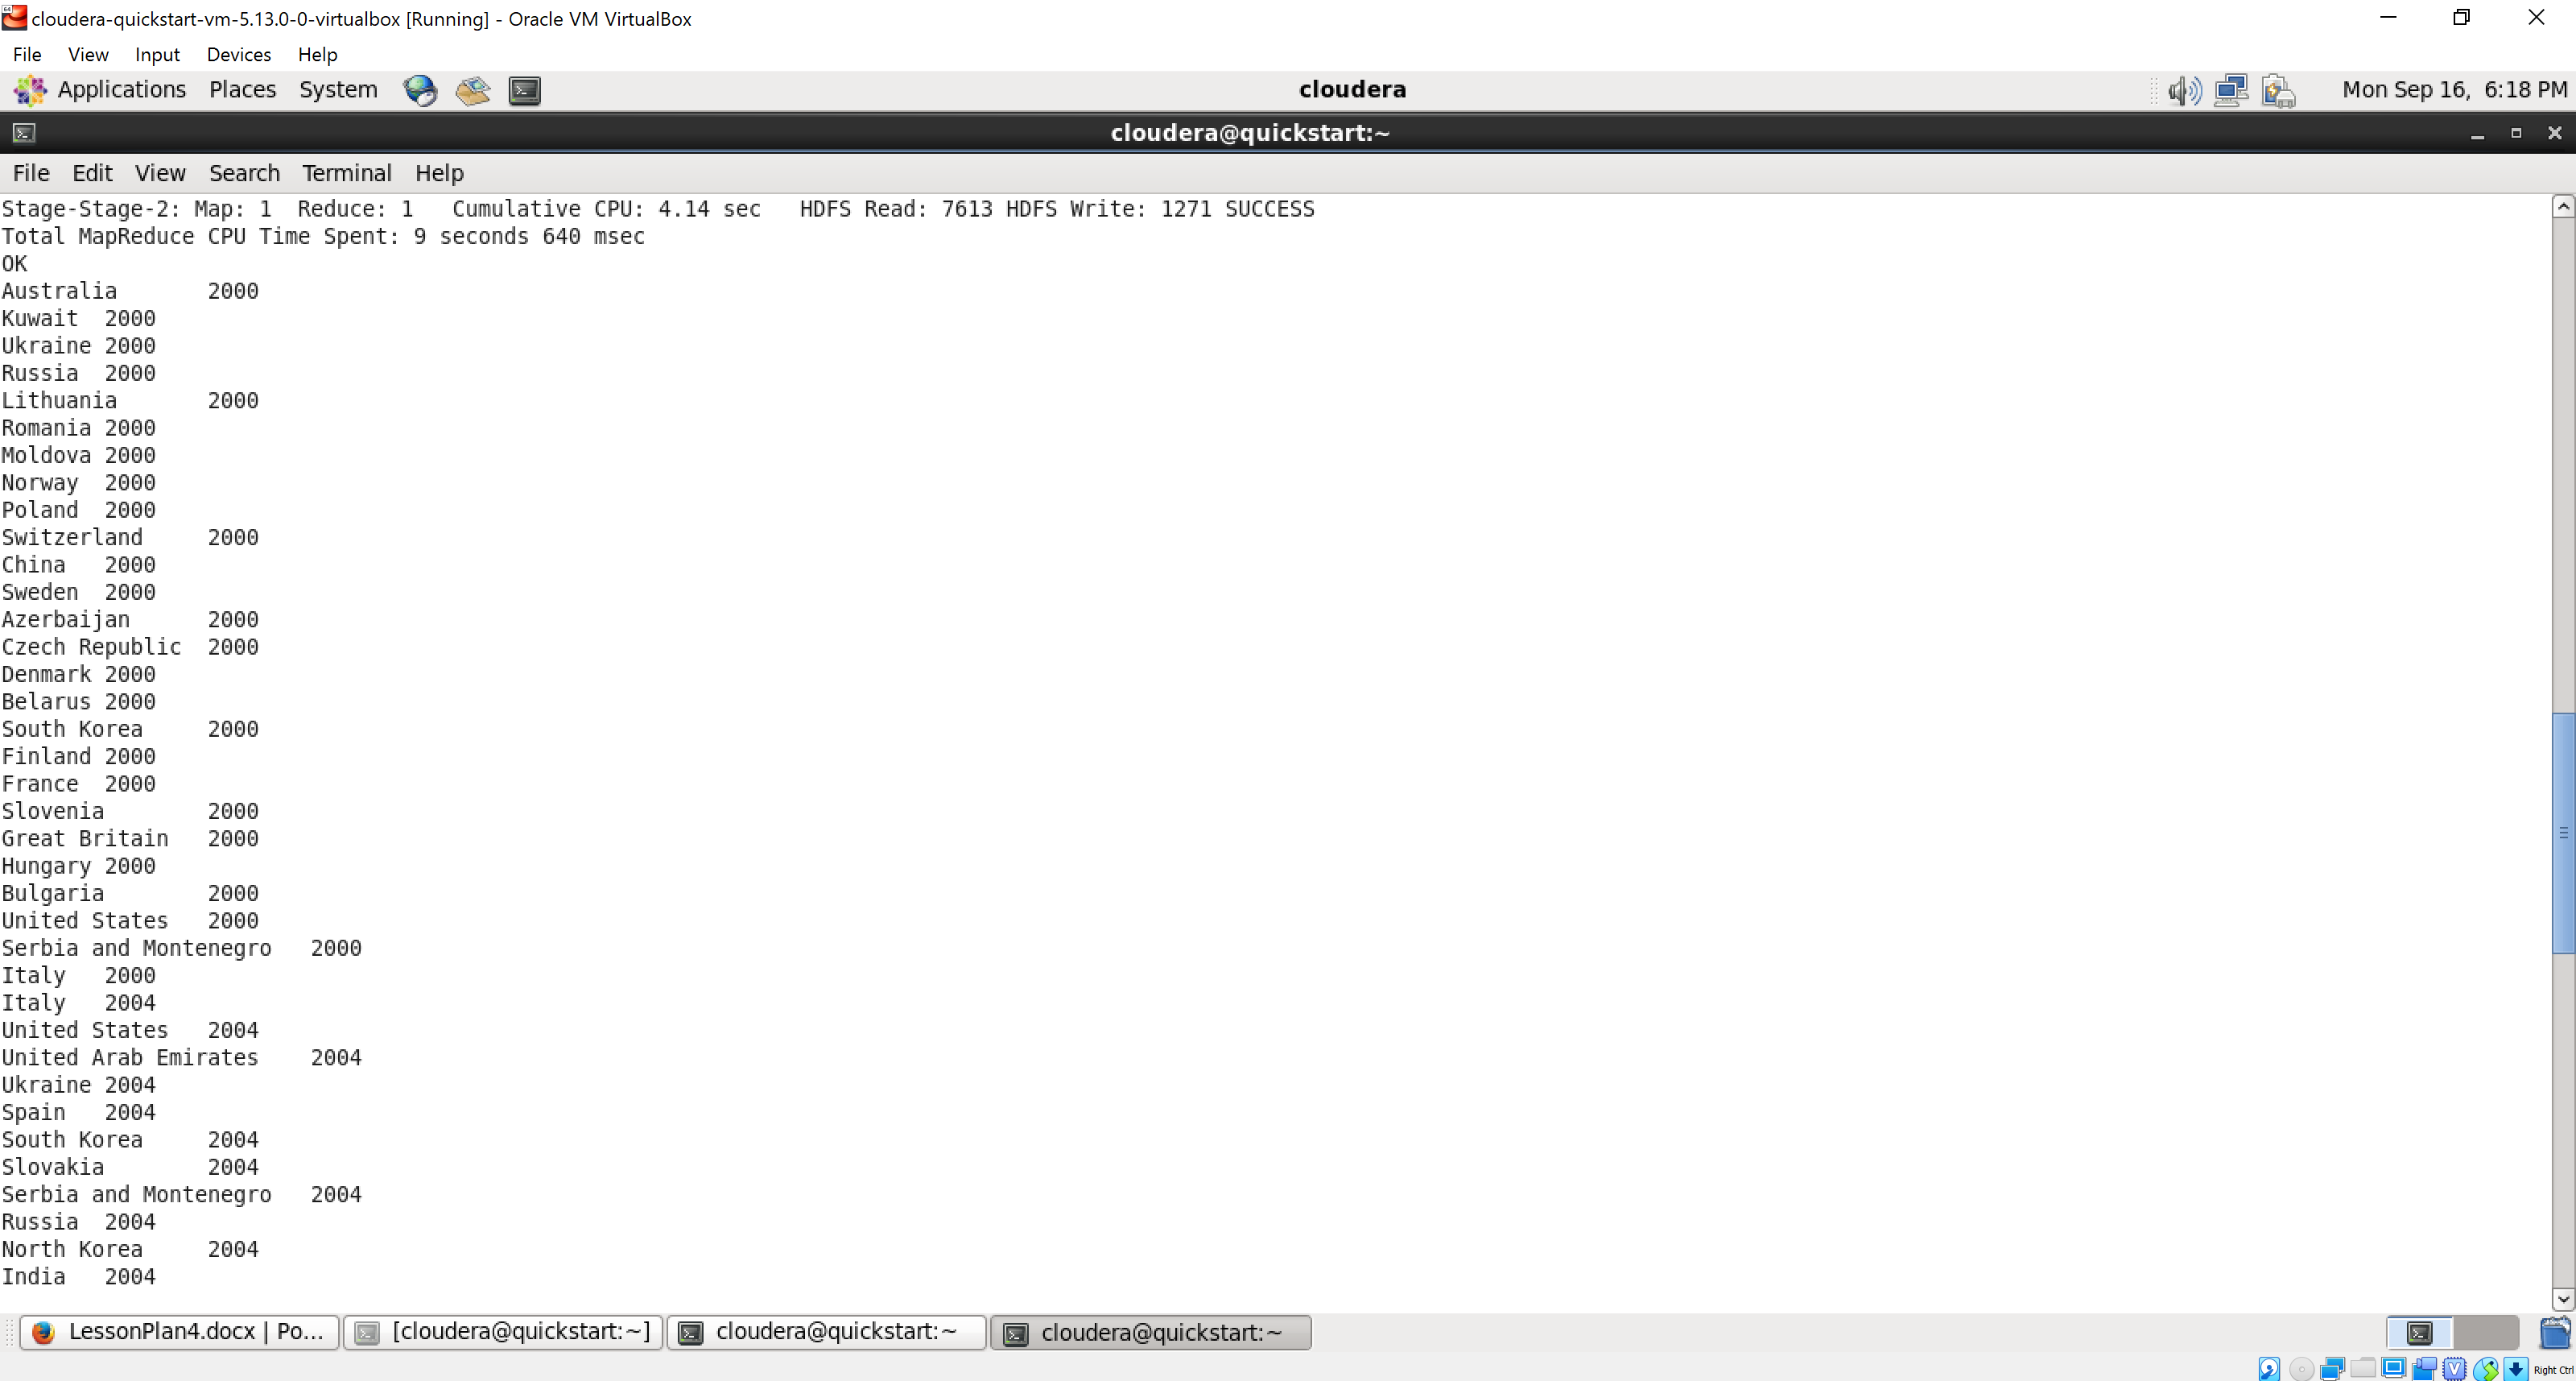 cloudera-quickstart-vm-5.13.0-0-virtualbox [Running] - Oracle VM VirtualBox
File View Input Devices Help
Applications Places System cloudera Mon Sep 16, 6:18 PM
cloudera@quickstart:~
File Edit View Search Terminal Help
Stage-Stage-2: Map: 1  Reduce: 1   Cumulative CPU: 4.14 sec   HDFS Read: 7613 HDFS Write: 1271 SUCCESS
Total MapReduce CPU Time Spent: 9 seconds 640 msec
OK
Australia	2000
Kuwait	2000
Ukraine	2000
Russia	2000
Lithuania	2000
Romania	2000
Moldova	2000
Norway	2000
Poland	2000
Switzerland	2000
China	2000
Sweden	2000
Azerbaijan	2000
Czech Republic	2000
Denmark	2000
Belarus	2000
South Korea	2000
Finland	2000
France	2000
Slovenia	2000
Great Britain	2000
Hungary	2000
Bulgaria	2000
United States	2000
Serbia and Montenegro	2000
Italy	2000
Italy	2004
United States	2004
United Arab Emirates	2004
Ukraine	2004
Spain	2004
South Korea	2004
Slovakia	2004
Serbia and Montenegro	2004
Russia	2004
North Korea	2004
India	2004
LessonPlan4.docx | Po... [cloudera@quickstart:~] cloudera@quickstart:~ cloudera@quickstart:~
Right Ctrl